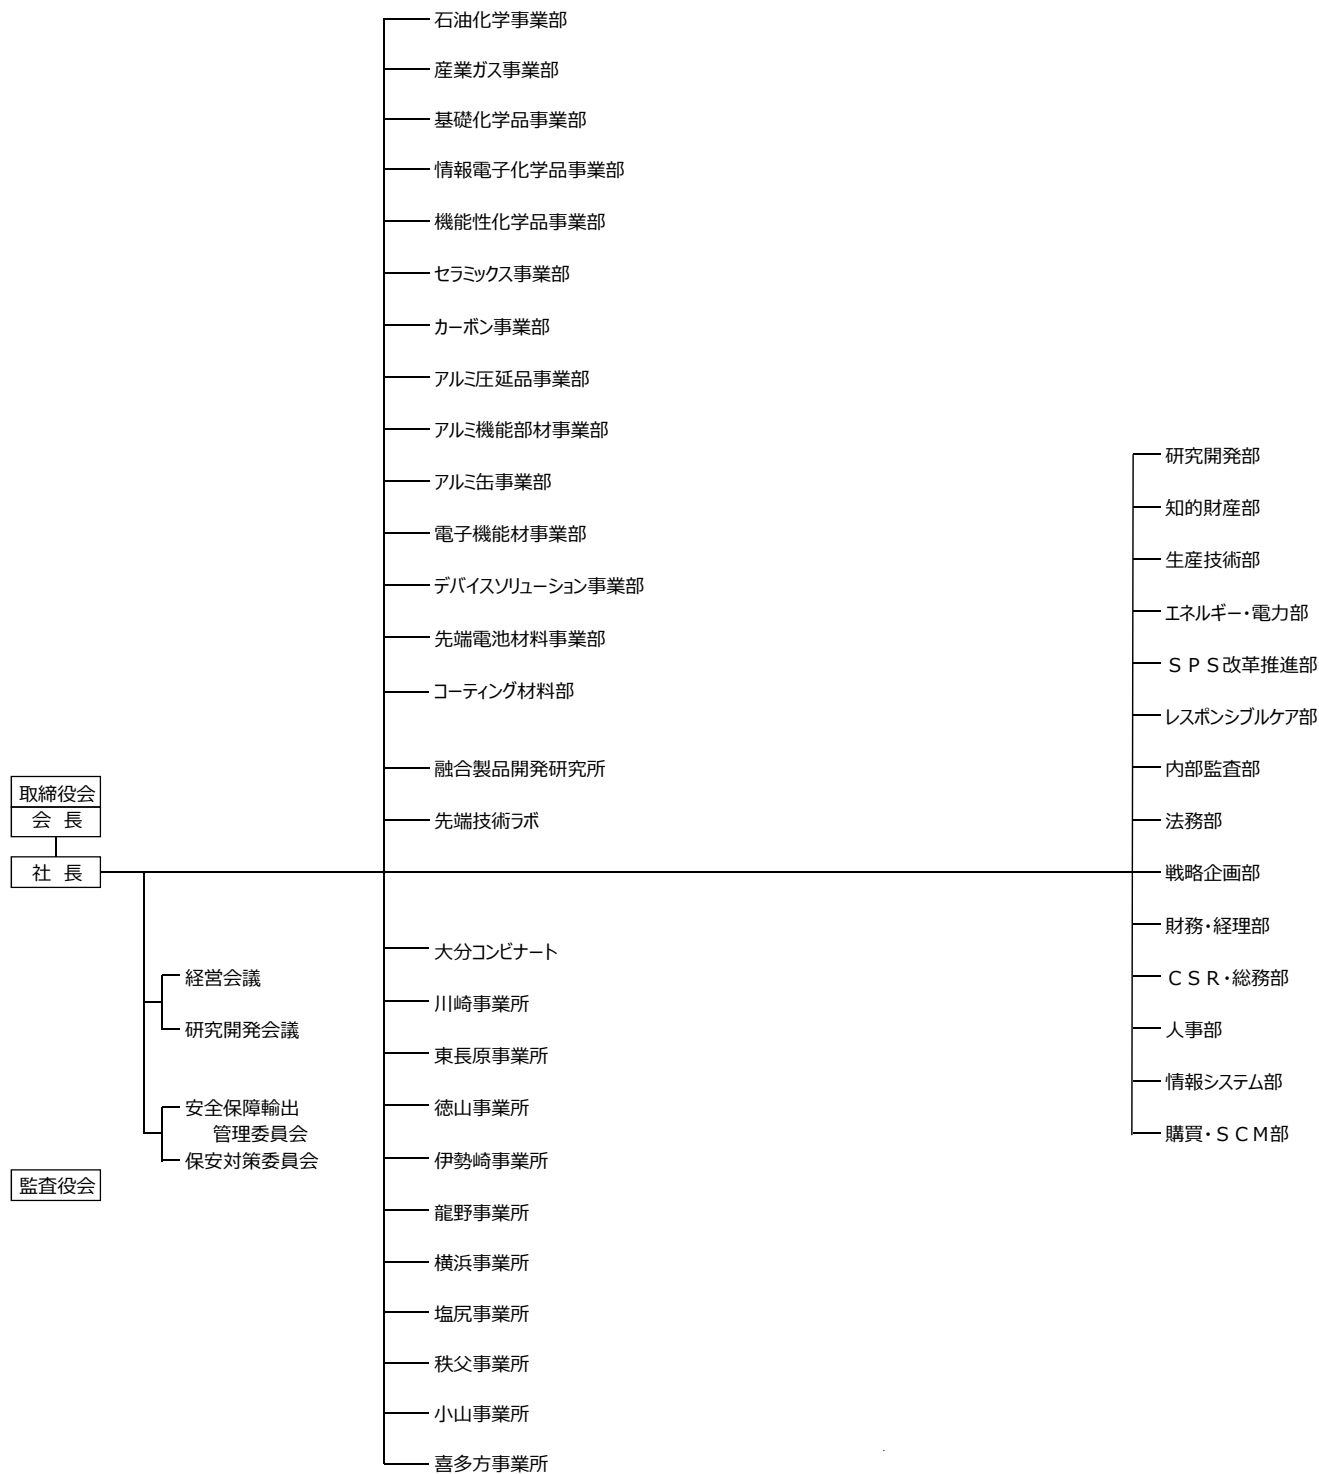 石油化学事業部
産業ガス事業部
基礎化学品事業部
情報電子化学品事業部
機能性化学品事業部
セラミックス事業部
カーボン事業部
アルミ圧延品事業部
アルミ機能部材事業部
アルミ缶事業部
電子機能材事業部
デバイスソリューション事業部
先端電池材料事業部
コーティング材料部
融合製品開発研究所
先端技術ラボ
取締役会
会 長
社 長
経営会議
研究開発会議
安全保障輸出
管理委員会
保安対策委員会
監査役会
大分コンビナート
川崎事業所
東長原事業所
徳山事業所
伊勢崎事業所
龍野事業所
横浜事業所
塩尻事業所
秩父事業所
小山事業所
喜多方事業所
研究開発部
知的財産部
生産技術部
エネルギー・電力部
ＳＰＳ改革推進部
レスポンシブルケア部
内部監査部
法務部
戦略企画部
財務・経理部
ＣＳＲ・総務部
人事部
情報システム部
購買・ＳＣＭ部